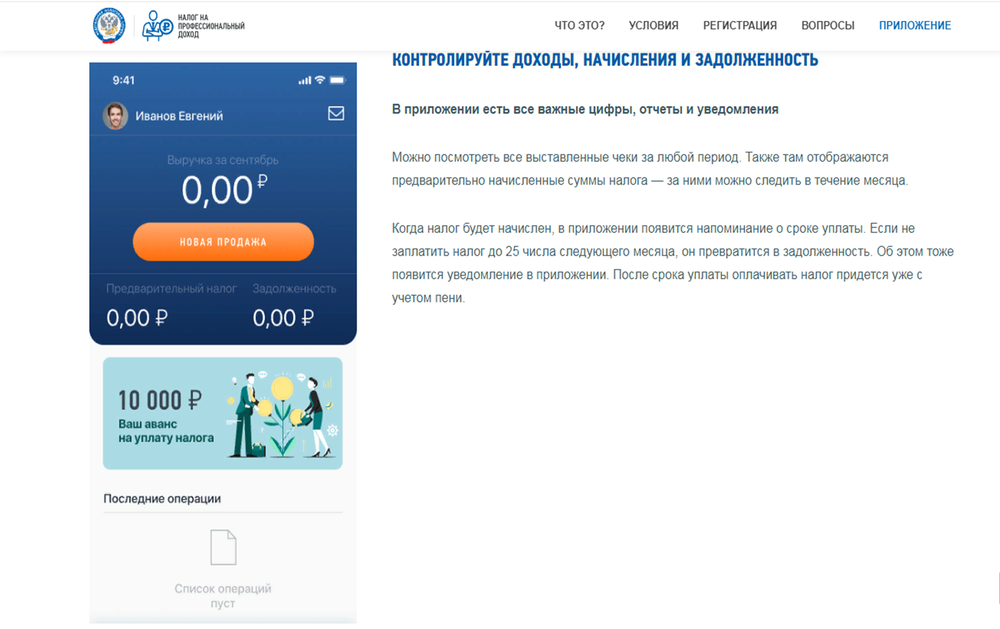 НАЛОГ НА
ПРОФЕССИОНАЛЬНЫЙ
ДОХОД
ЧТО ЭТО?
УСЛОВИЯ
РЕГИСТРАЦИЯ
ВОПРОСЫ
ПРИЛОЖЕНИЕ
9:41
Иванов Евгений
Выручка за сентябрь
0,00 ₽
НОВАЯ ПРОДАЖА
Предварительный налог
Задолженность
0,00 ₽
0,00 ₽
10 000 ₽
Ваш аванс
на уплату налога
Последние операции
Список операций
пуст
КОНТРОЛИРУЙТЕ ДОХОДЫ, НАЧИСЛЕНИЯ И ЗАДОЛЖЕННОСТЬ
В приложении есть все важные цифры, отчеты и уведомления
Можно посмотреть все выставленные чеки за любой период. Также там отображаются
предварительно начисленные суммы налога — за ними можно следить в течение месяца.
Когда налог будет начислен, в приложении появится напоминание о сроке уплаты. Если не
заплатить налог до 25 числа следующего месяца, он превратится в задолженность. Об этом тоже
появится уведомление в приложении. После срока уплаты оплачивать налог придется уже с
учетом пени.